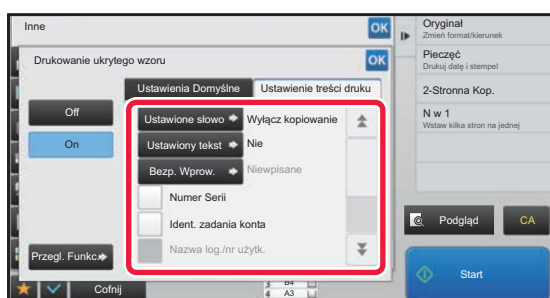 Inne
OK
Drukowanie ukrytego wzoru
OK
Ustawienia Domyślne
Ustawienie treści druku
Off
On
Ustawione słowo
Wyłącz kopiowanie
Ustawiony tekst
Nie
Bezp. Wprow.
Niewpisane
Numer Serii
Ident. zadania konta
Nazwa log./nr użytk.
Przegl. Funkc.
Cofnij
3 B4
4 A3
Oryginał
Zmień format/kierunek
Pieczęć
Drukuj datę i stempel
2-Stronna Kop.
N w 1
Wstaw kilka stron na jednej
Podgląd
CA
Start